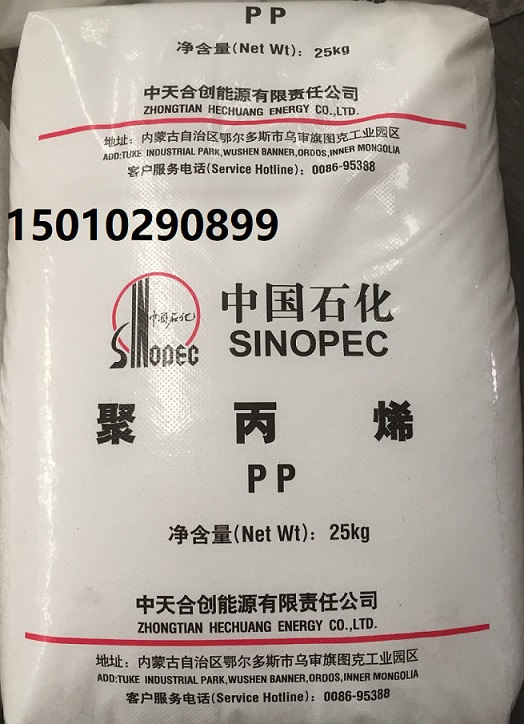 PP
净含量(Net Wt)：25kg
中天合创能源有限责任公司
ZHONGTIAN HECHUANG ENERGY CO.,LTD.
地址：内蒙古自治区鄂尔多斯市乌审旗图克工业园区
ADD:TUKE INDUSTRIAL PARK,WUSHEN BANNER,ORDOS,INNER MONGOLIA
客户服务电话(Service Hotline)：0086-95388
15010290899
中国石化
SINOPEC
中国石化
SINOPEC
聚丙烯
PP
净含量(Net Wt)：25kg
中天合创能源有限责任公司
ZHONGTIAN HECHUANG ENERGY CO.,LTD.
地址：内蒙古自治区鄂尔多斯市乌审旗图克工业园区
ADD:TUKE INDUSTRIAL PARK,WUSHEN BANNER,ORDOS,INNER MONGOLIA
客户服务电话(Service Hotline)：0086-95388